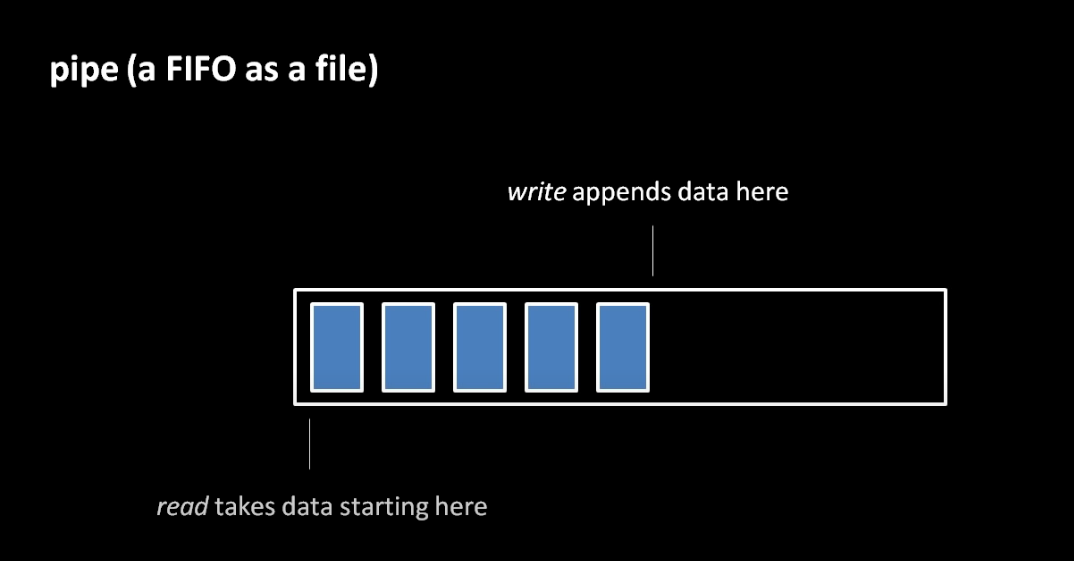 pipe (a FIFO as a file)
write appends data here
read takes data starting here